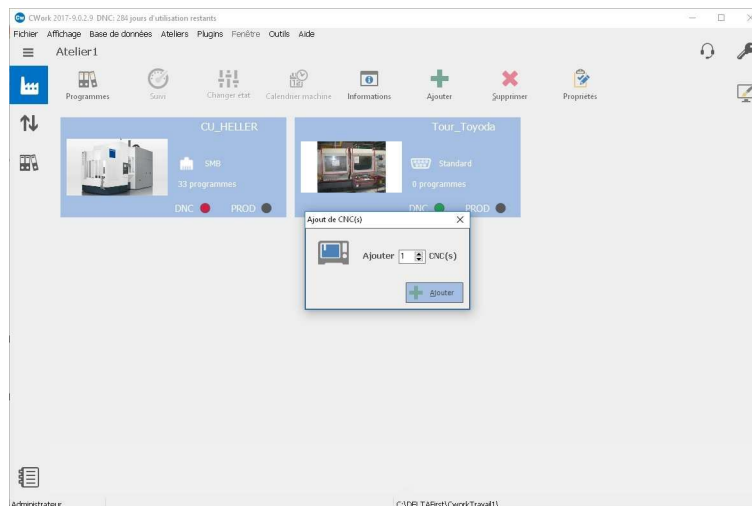 CWork 2017-9.0.2.9 DNC: 284 jours d'utilisation restants
Fichier Affichage Base de données Ateliers Plugins Fenêtre Outils Aide
Atelier1
Programmes Suivi Changer état Calendrier machine Informations Ajouter Supprimer Propriétés
CU_HELLER
SMB
33 programmes
DNC PROD
Tour_Toyoda
Standard
0 programmes
DNC PROD
Ajout de CNC(s)
Ajouter 1 CNC(s)
Ajouter
Administrateur C:\DELTAFirst\CworkTravail1\